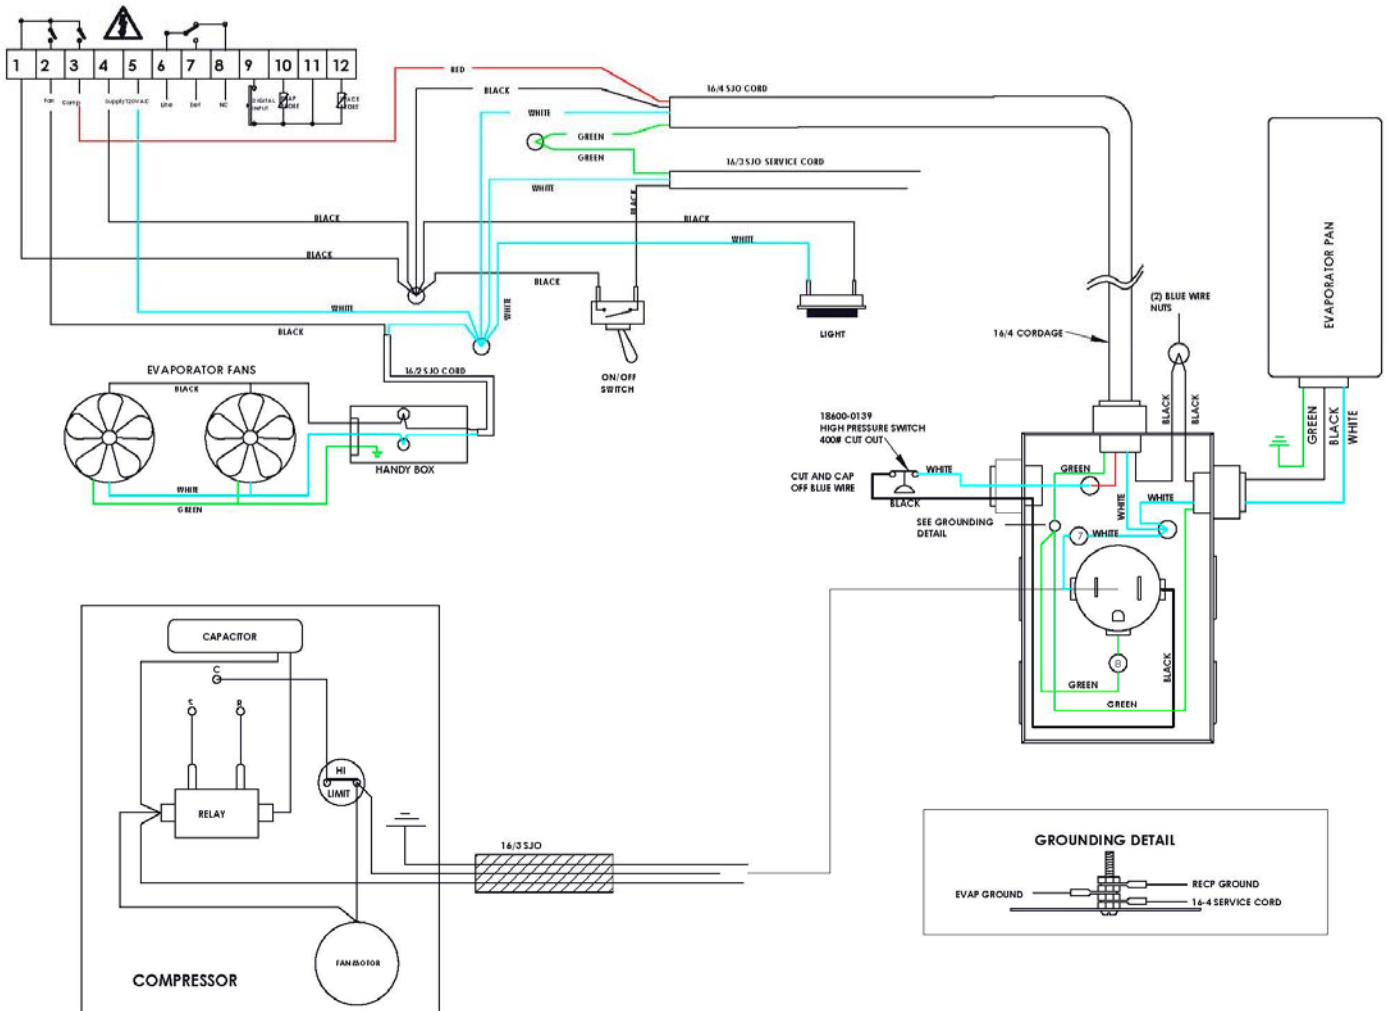 1 2 3 4 5 6 7 8 9 10 11 12
Fan
Comp
Supply 120V A.C
Line
Def
NC
DIGITAL
INPUT
RED
BLACK
WHITE
GREEN
GREEN
16/4 SJO CORD
16/3 SJO SERVICE CORD
WHITE
BLACK
BLACK
BLACK
WHITE
BLACK
BLACK
WHITE
WHITE
BLACK
LIGHT
ON/OFF
SWITCH
16/2 SJO CORD
EVAPORATOR FANS
BLACK
HANDY BOX
WHITE
GREEN
EVAPORATOR PAN
(2) BLUE WIRE
NUTS
16/4 CORDAGE
BLACK
BLACK
GREEN
BLACK
WHITE
18600-0139
HIGH PRESSURE SWITCH
400# CUT OUT
CUT AND CAP
OFF BLUE WIRE
WHITE
BLACK
GREEN
WHITE
WHITE
SEE GROUNDING
DETAIL
7
WHITE
8
GREEN
BLACK
GREEN
CAPACITOR
C
S
R
HI
LIMIT
RELAY
16/3 SJO
FAN MOTOR
COMPRESSOR
GROUNDING DETAIL
RECP GROUND
EVAP GROUND
16-4 SERVICE CORD